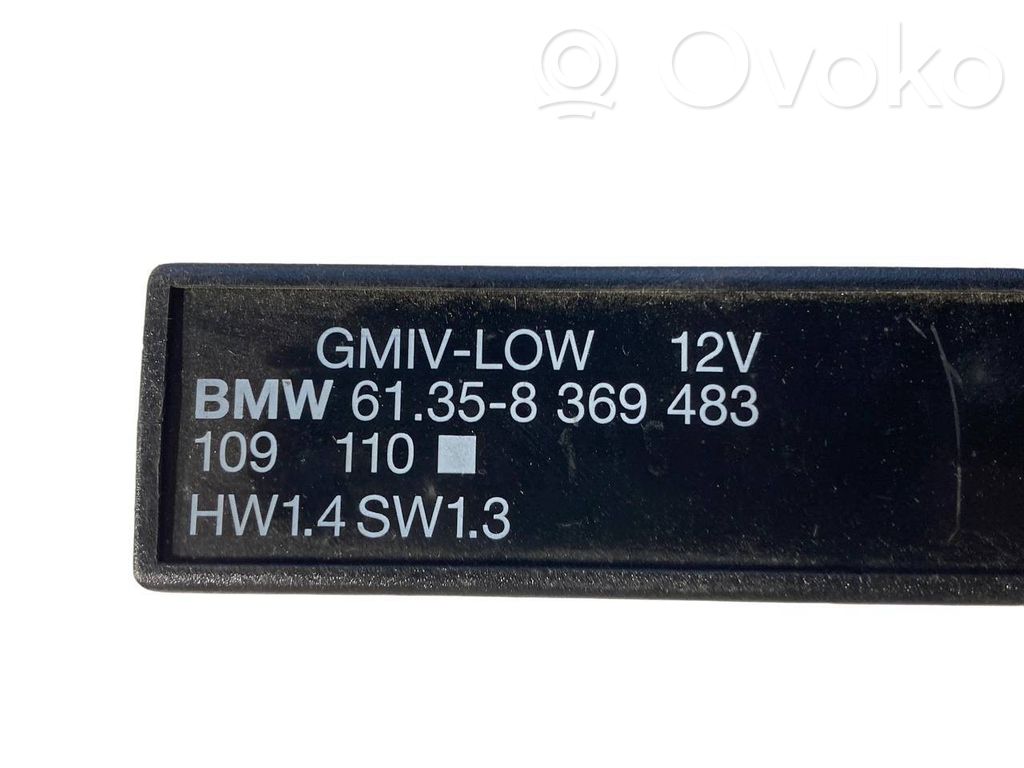 Ovoko
GMIV-LOW 12V
BMW 61.35-8 369 483
109 110
HW1.4 SW1.3